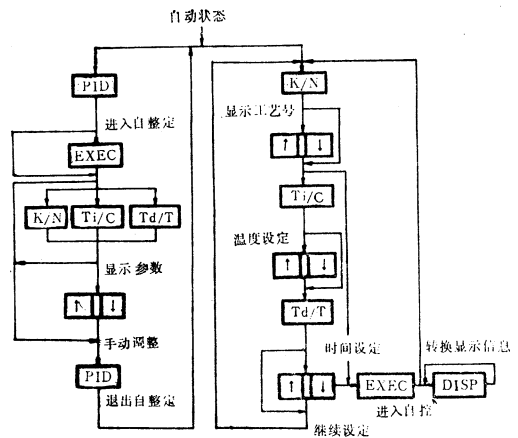 自动状态
PID
进入自整定
EXEC
K/N
Ti/C
Td/T
显示参数
↑ ↓
手动调整
PID
退出自整定
K/N
显示工艺号
↑ ↓
Ti/C
温度设定
↑ ↓
Td/T
时间设定
转换显示信息
↑ ↓
EXEC
DISP
进入自控
继续设定